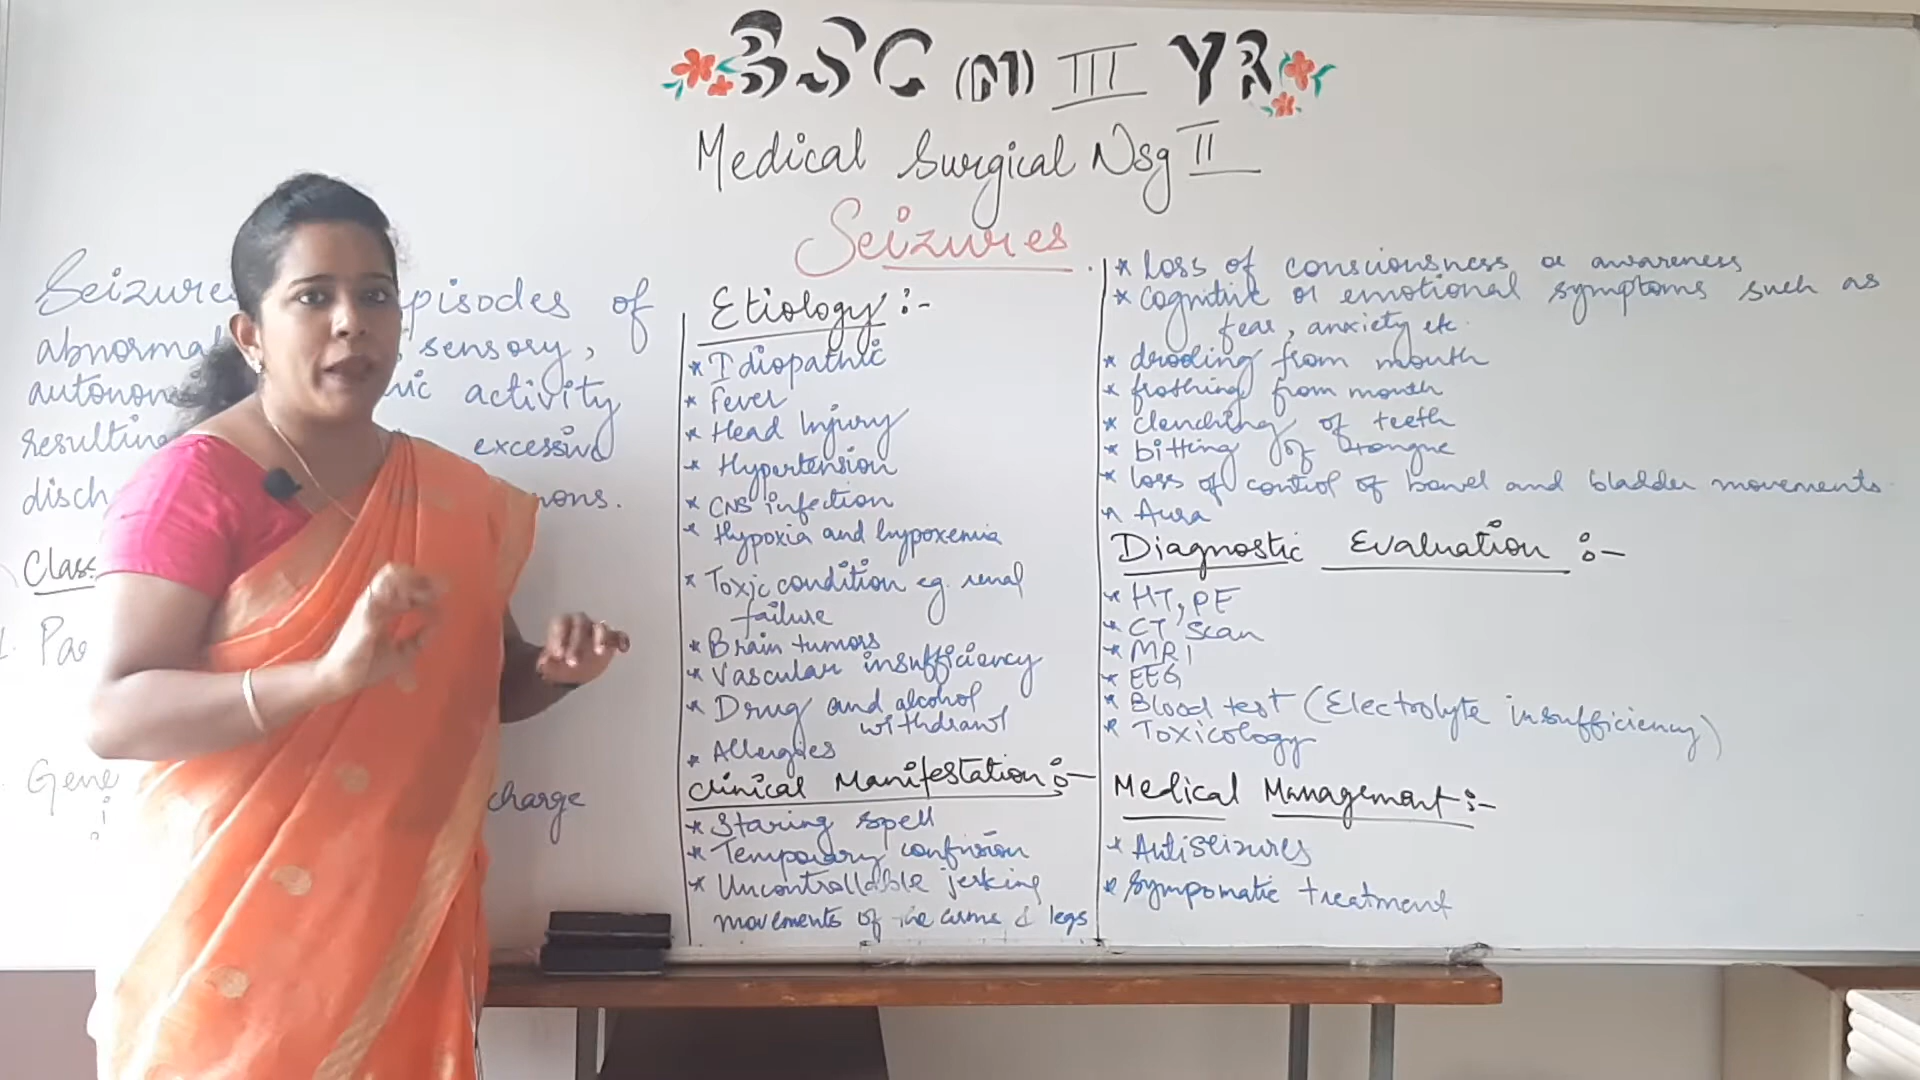 BSC (N) III YR
Medical Surgical Nsg II
Seizures
Seizures episodes of
abnormal sensory,
activity
resulting excessive
disch
Class
Gene
charge
Etiology :-
* Idiopathic
* Fever
* Head Injury
* Hypertension
* CNS infection
* Hypoxia and hypoxemia
* Toxic condition eg. renal
failure
* Brain tumors
* Vascular insufficiency
* Drug and alcohol
withdrawl
* Allergies
Clinical Manifestation :-
* Staring spell
* Temporary confusion
* Uncontrollable jerking
movements of the arms & legs
* Loss of consciousness or awareness
* Cognitive or emotional symptoms such as
fear, anxiety etc.
* drooling from mouth
* frothing from mouth
* clenching of teeth
* bitting of tongue
* loss of control of bowel and bladder movements
* Aura
Diagnostic Evaluation :-
* HT, PE
* CT Scan
* MRI
* EEG
* Blood test (Electrolyte insufficiency)
* Toxicology
Medical Management :-
* Antiseizures
* Sympomatic treatment